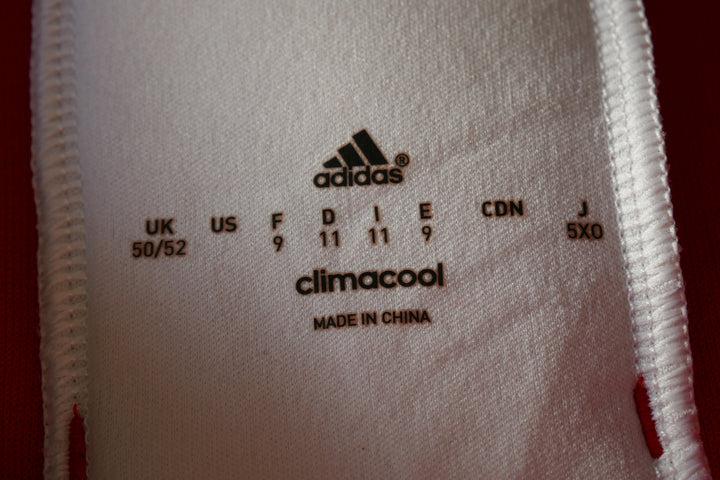 adidas®
UK US F D I E CDN J
50/52 9 11 11 9 5XO
climacool
MADE IN CHINA